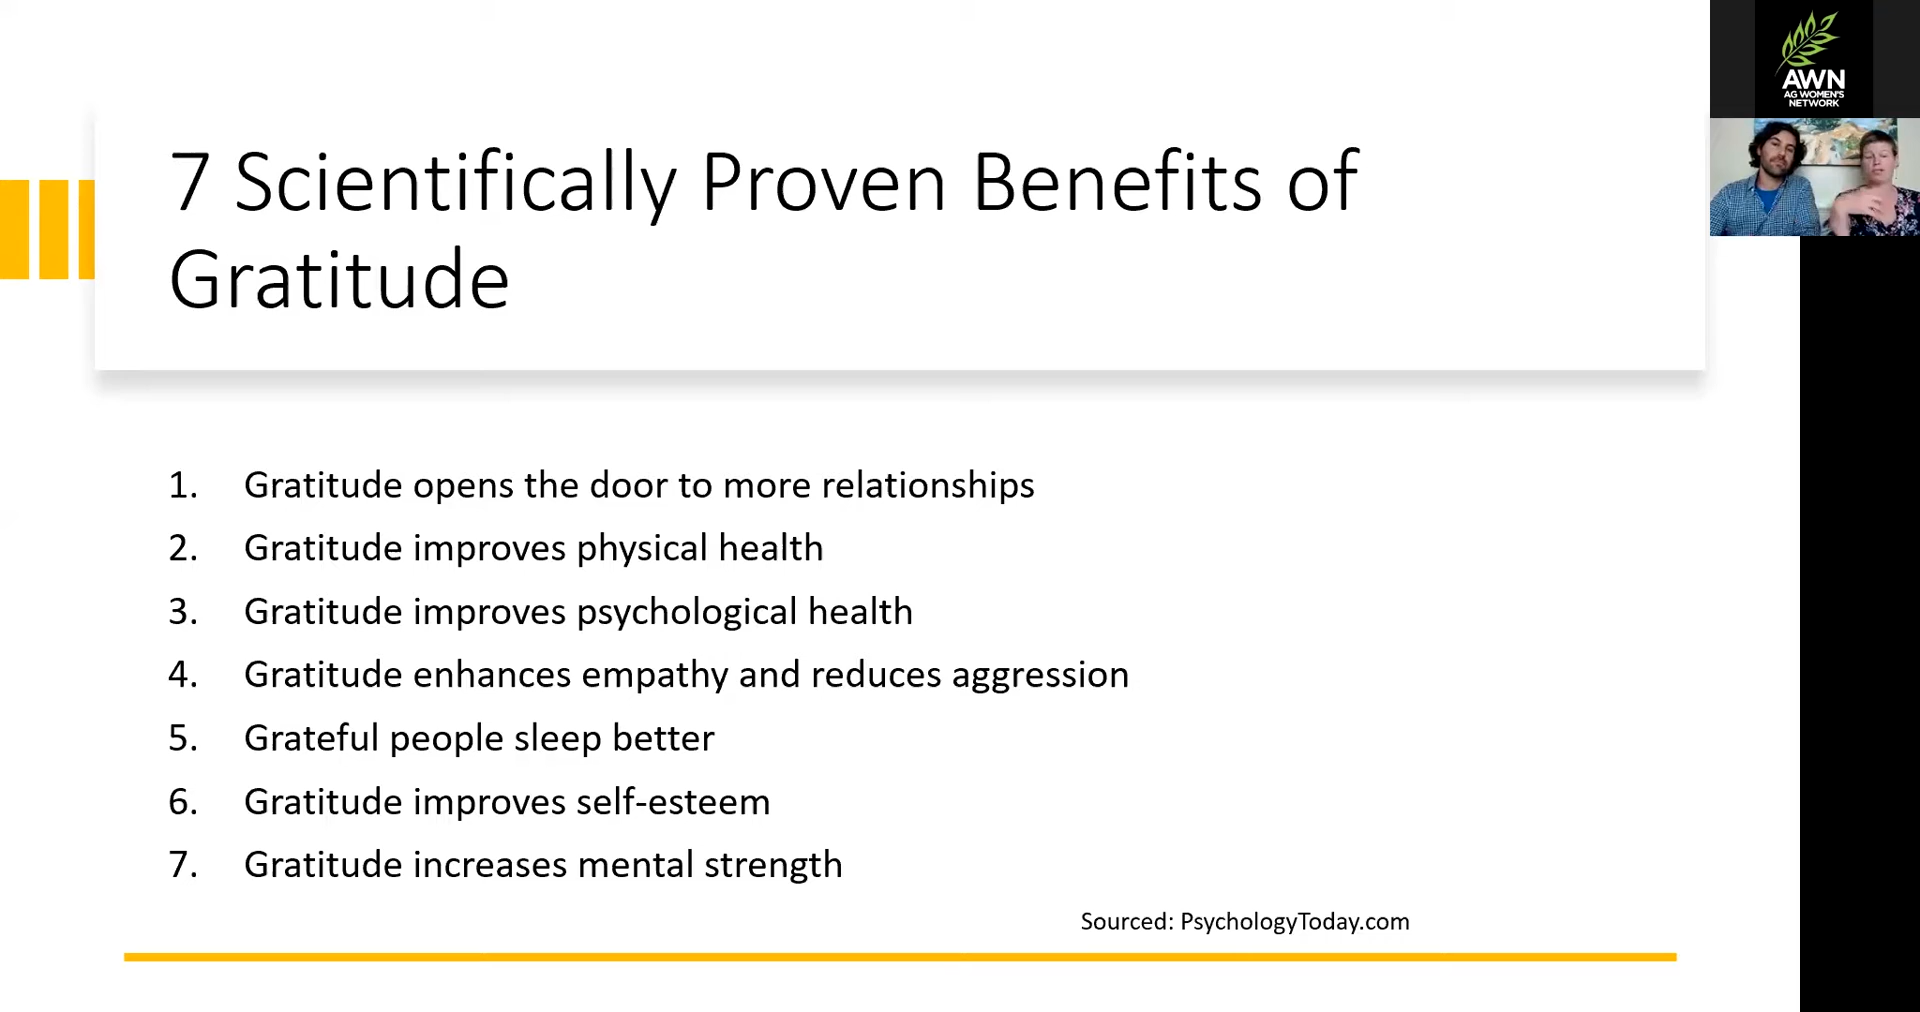 7 Scientifically Proven Benefits of
Gratitude
1. Gratitude opens the door to more relationships
2. Gratitude improves physical health
3. Gratitude improves psychological health
4. Gratitude enhances empathy and reduces aggression
5. Grateful people sleep better
6. Gratitude improves self-esteem
7. Gratitude increases mental strength
Sourced: PsychologyToday.com
AWN
AG WOMEN'S
NETWORK